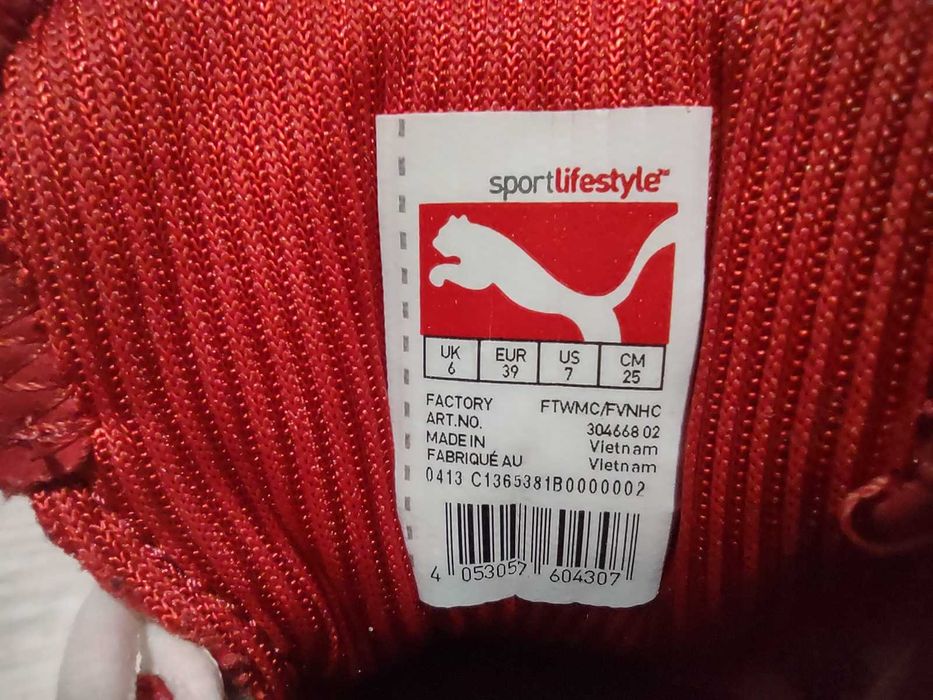 sportlifestyle™
UK EUR US CM
6 39 7 25
FACTORY FTWMC/FVNHC
ART.NO. 304668 02
MADE IN Vietnam
FABRIQUÉ AU Vietnam
0413 C1365381B0000002
4 053057 604307